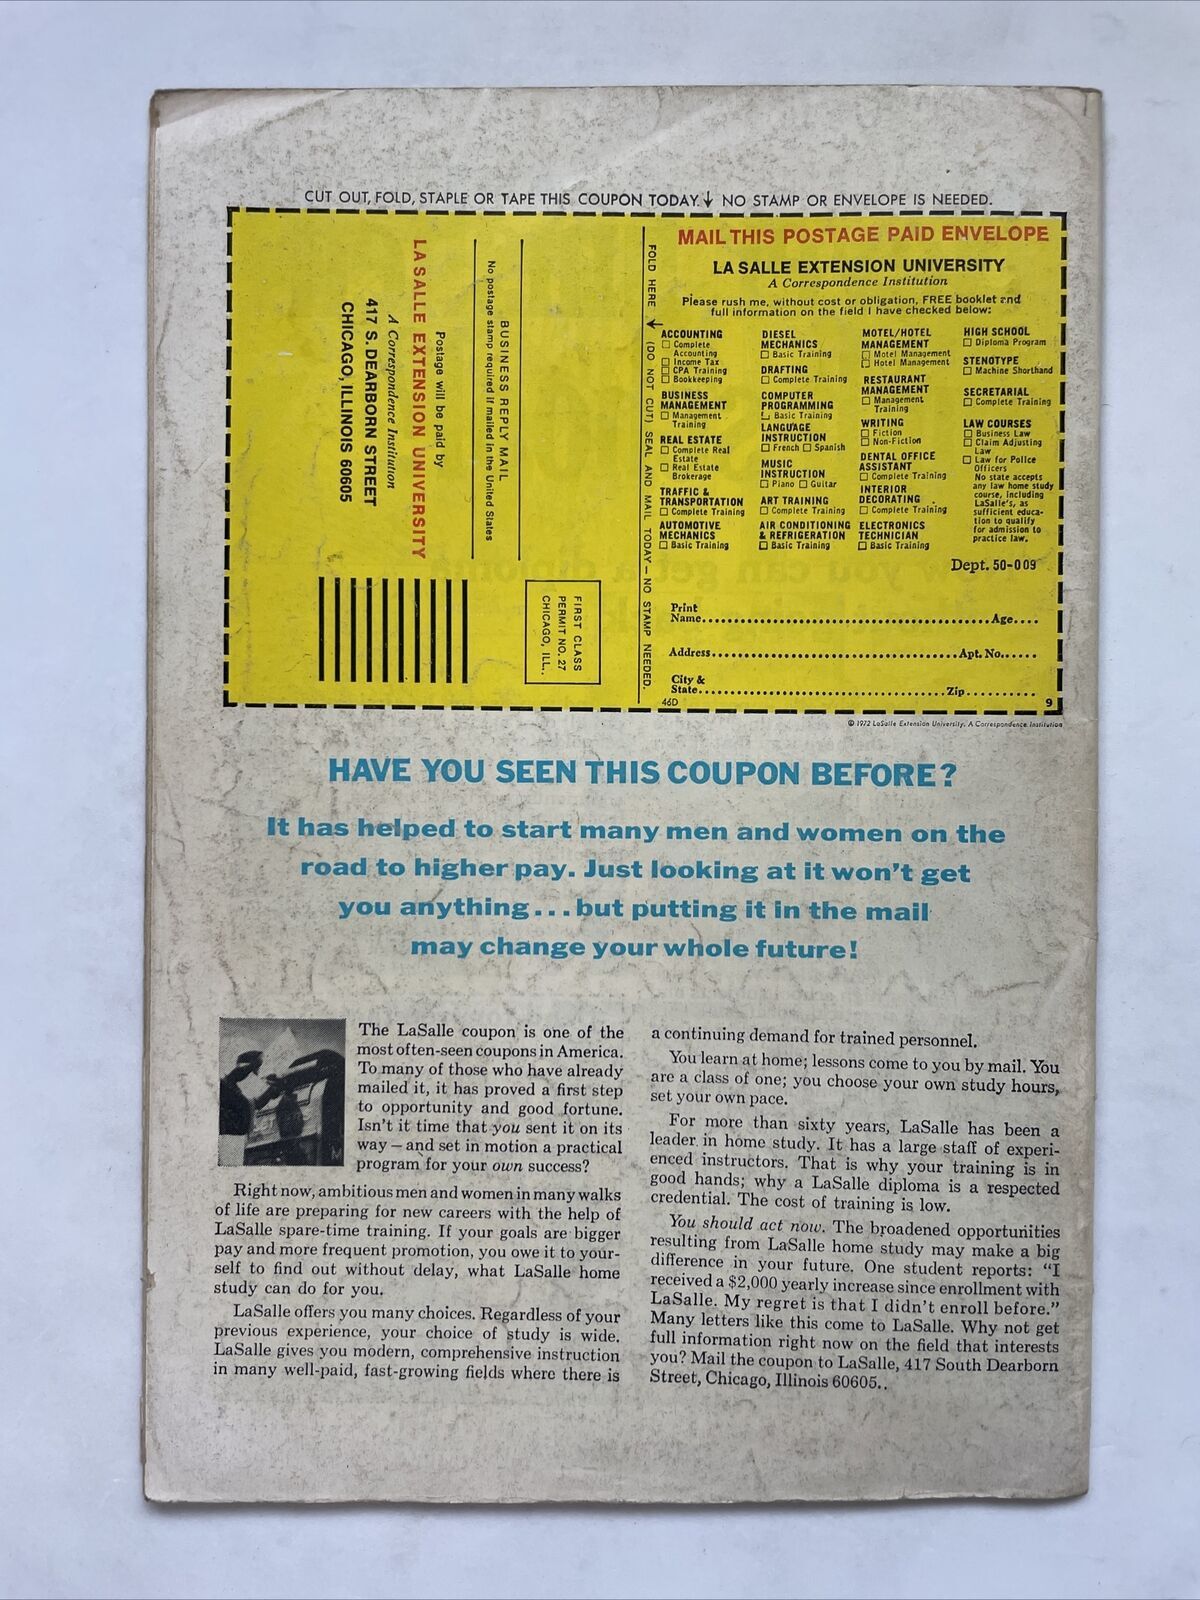 CUT OUT, FOLD, STAPLE OR TAPE THIS COUPON TODAY. ↓ NO STAMP OR ENVELOPE IS NEEDED.
BUSINESS REPLY MAIL
No postage stamp required if mailed in the United States
Postage will be paid by
LA SALLE EXTENSION UNIVERSITY
A Correspondence Institution
417 S. DEARBORN STREET
CHICAGO, ILLINOIS 60605
FIRST CLASS
PERMIT NO. 27
CHICAGO, ILL.
FOLD HERE → (DO NOT CUT) SEAL AND MAIL TODAY — NO STAMP NEEDED.
MAIL THIS POSTAGE PAID ENVELOPE
LA SALLE EXTENSION UNIVERSITY
A Correspondence Institution
Please rush me, without cost or obligation, FREE booklet and
full information on the field I have checked below:
ACCOUNTING
☐ Complete
Accounting
☐ Income Tax
☐ CPA Training
☐ Bookkeeping
BUSINESS
MANAGEMENT
☐ Management
Training
REAL ESTATE
☐ Complete Real
Estate
☐ Real Estate
Brokerage
TRAFFIC &
TRANSPORTATION
☐ Complete Training
AUTOMOTIVE
MECHANICS
☐ Basic Training
DIESEL
MECHANICS
☐ Basic Training
DRAFTING
☐ Complete Training
COMPUTER
PROGRAMMING
☐ Basic Training
LANGUAGE
INSTRUCTION
☐ French ☐ Spanish
MUSIC
INSTRUCTION
☐ Piano ☐ Guitar
ART TRAINING
☐ Complete Training
AIR CONDITIONING
& REFRIGERATION
☐ Basic Training
MOTEL/HOTEL
MANAGEMENT
☐ Motel Management
☐ Hotel Management
RESTAURANT
MANAGEMENT
☐ Management
Training
WRITING
☐ Fiction
☐ Non-Fiction
DENTAL OFFICE
ASSISTANT
☐ Complete Training
INTERIOR
DECORATING
☐ Complete Training
ELECTRONICS
TECHNICIAN
☐ Basic Training
HIGH SCHOOL
☐ Diploma Program
STENOTYPE
☐ Machine Shorthand
SECRETARIAL
☐ Complete Training
LAW COURSES
☐ Business Law
☐ Claim Adjusting
Law
☐ Law for Police
Officers
No state accepts
any law home study
course, including
LaSalle's, as
sufficient educa-
tion to qualify
for admission to
practice law.
Dept. 50-009
Print
Name....................Age....
Address....................Apt. No......
City &
State....................Zip..........
46D 9
© 1972 LaSalle Extension University, A Correspondence Institution
HAVE YOU SEEN THIS COUPON BEFORE?
It has helped to start many men and women on the
road to higher pay. Just looking at it won't get
you anything...but putting it in the mail
may change your whole future!
The LaSalle coupon is one of the
most often-seen coupons in America.
To many of those who have already
mailed it, it has proved a first step
to opportunity and good fortune.
Isn't it time that you sent it on its
way — and set in motion a practical
program for your own success?
Right now, ambitious men and women in many walks
of life are preparing for new careers with the help of
LaSalle spare-time training. If your goals are bigger
pay and more frequent promotion, you owe it to your-
self to find out without delay, what LaSalle home
study can do for you.
LaSalle offers you many choices. Regardless of your
previous experience, your choice of study is wide.
LaSalle gives you modern, comprehensive instruction
in many well-paid, fast-growing fields where there is
a continuing demand for trained personnel.
You learn at home; lessons come to you by mail. You
are a class of one; you choose your own study hours,
set your own pace.
For more than sixty years, LaSalle has been a
leader in home study. It has a large staff of experi-
enced instructors. That is why your training is in
good hands; why a LaSalle diploma is a respected
credential. The cost of training is low.
You should act now. The broadened opportunities
resulting from LaSalle home study may make a big
difference in your future. One student reports: "I
received a $2,000 yearly increase since enrollment with
LaSalle. My regret is that I didn't enroll before."
Many letters like this come to LaSalle. Why not get
full information right now on the field that interests
you? Mail the coupon to LaSalle, 417 South Dearborn
Street, Chicago, Illinois 60605..